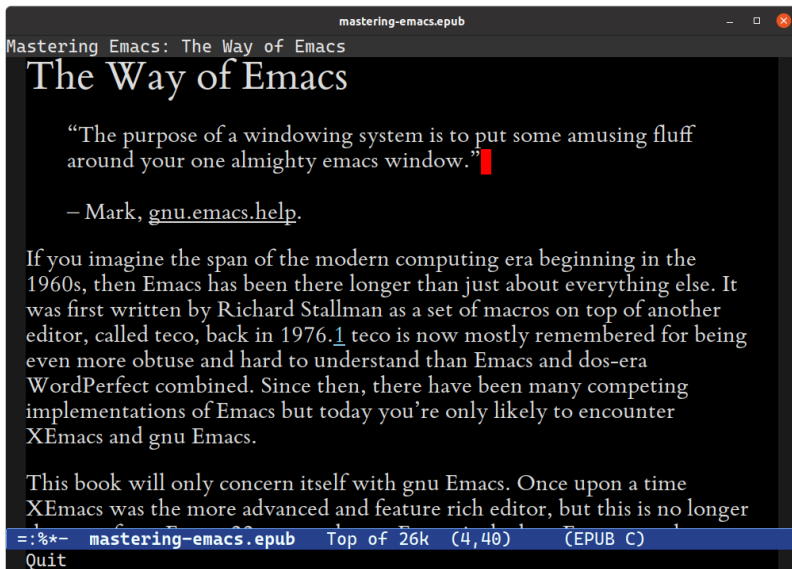 mastering-emacs.epub
Mastering Emacs: The Way of Emacs
The Way of Emacs
“The purpose of a windowing system is to put some amusing fluff
around your one almighty emacs window.”
– Mark, gnu.emacs.help.
If you imagine the span of the modern computing era beginning in the
1960s, then Emacs has been there longer than just about everything else. It
was first written by Richard Stallman as a set of macros on top of another
editor, called teco, back in 1976.1 teco is now mostly remembered for being
even more obtuse and hard to understand than Emacs and dos-era
WordPerfect combined. Since then, there have been many competing
implementations of Emacs but today you’re only likely to encounter
XEmacs and gnu Emacs.
This book will only concern itself with gnu Emacs. Once upon a time
XEmacs was the more advanced and feature rich editor, but this is no longer
=:%*- mastering-emacs.epub Top of 26k (4,40) (EPUB C)
Quit